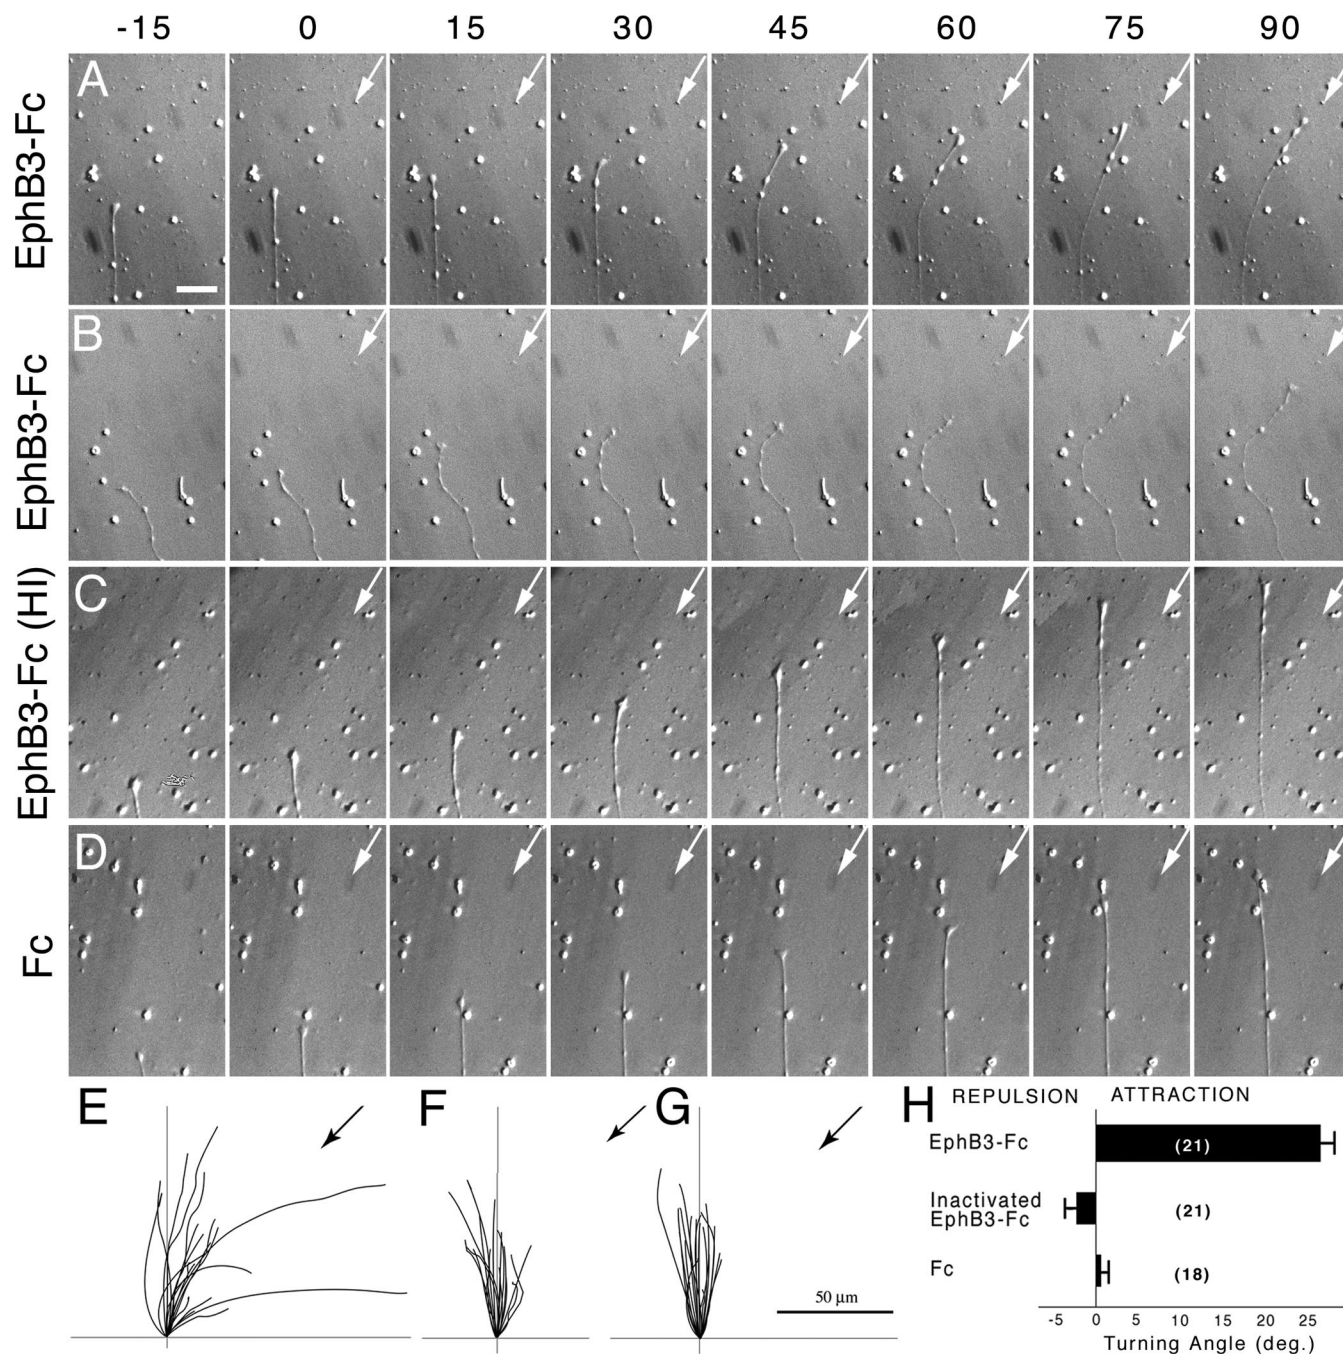 -15 0 15 30 45 60 75 90
A
EphB3-Fc
B
EphB3-Fc
C
EphB3-Fc (HI)
D
Fc
E
F
G
50 µm
H
REPULSION ATTRACTION
EphB3-Fc
(21)
Inactivated
EphB3-Fc
(21)
Fc
(18)
-5 0 5 10 15 20 25
Turning Angle (deg.)